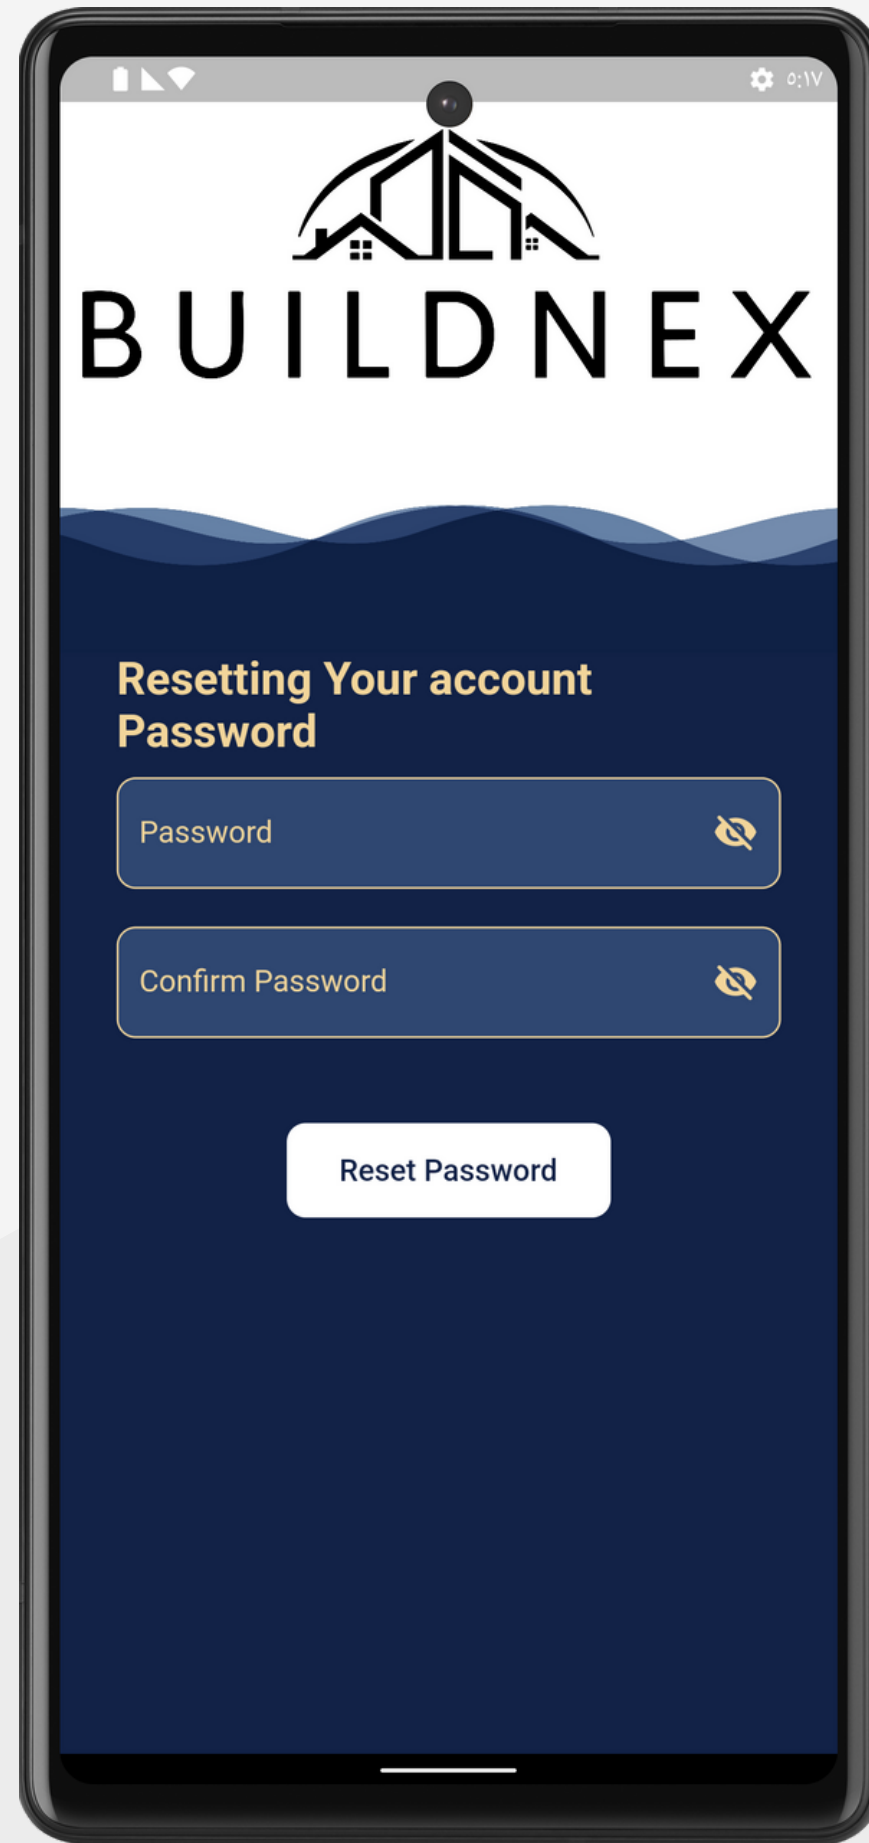 ٥:١٧
BUILDNEX
Resetting Your account
Password
Password
Confirm Password
Reset Password